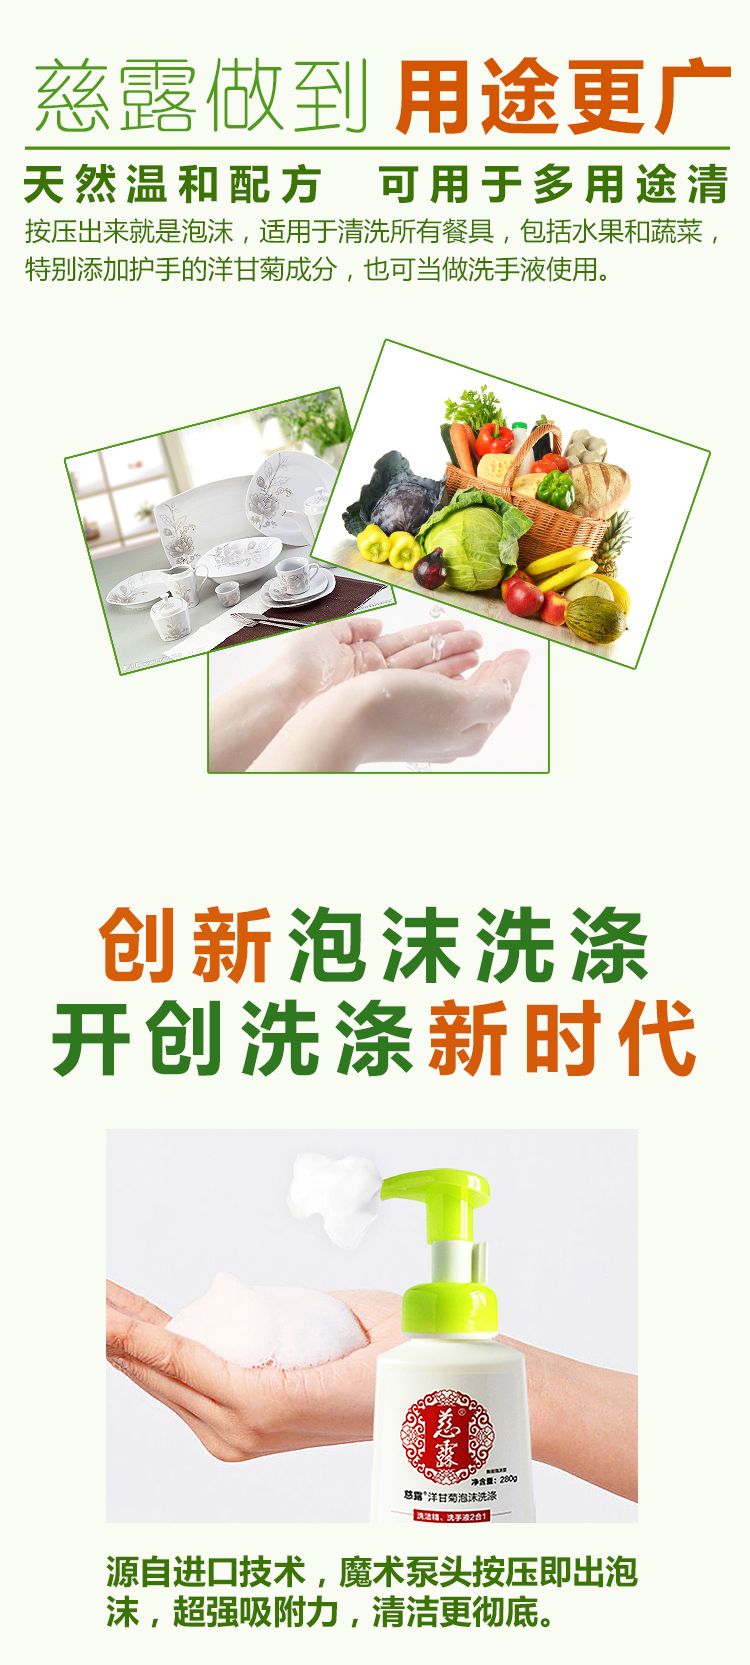 慈露做到 用途更广
天然温和配方 可用于多用途清
按压出来就是泡沫，适用于清洗所有餐具，包括水果和蔬菜，
特别添加护手的洋甘菊成分，也可当做洗手液使用。
创新泡沫洗涤
开创洗涤新时代
慈露®
净含量：280g
慈露®洋甘菊泡沫洗涤
洗洁精、洗手液2合1
源自进口技术，魔术泵头按压即出泡
沫，超强吸附力，清洁更彻底。